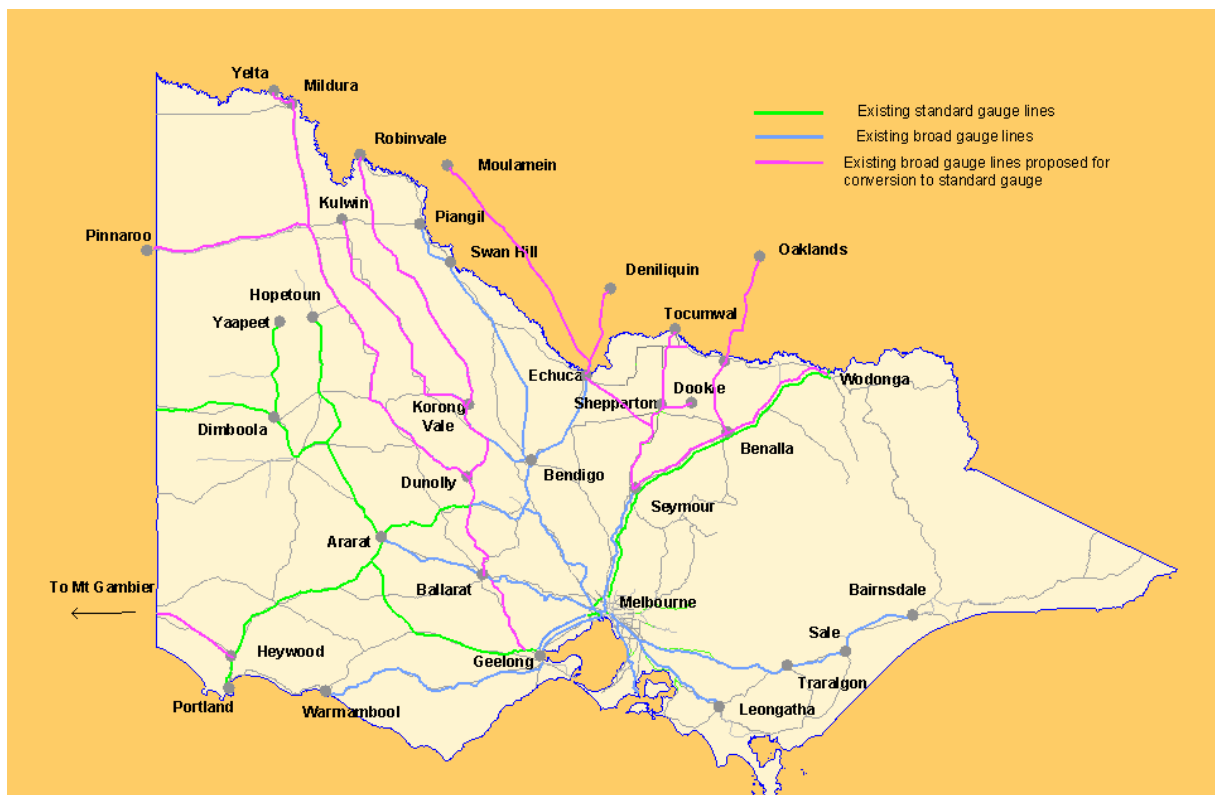 Yelta
Mildura
Robinvale
Moulamein
Existing standard gauge lines
Existing broad gauge lines
Existing broad gauge lines proposed for
conversion to standard gauge
Kulwin
Piangil
Pinnaroo
Swan Hill
Oaklands
Deniliquin
Hopetoun
Yaapeet
Tocumwal
Echuca
Dookie
Wodonga
Shepparton
Korong
Vale
Dimboola
Benalla
Bendigo
Dunolly
Seymour
Ararat
To Mt Gambier
Ballarat
Melbourne
Bairnsdale
Sale
Heywood
Geelong
Traralgon
Portland
Warrnambool
Leongatha